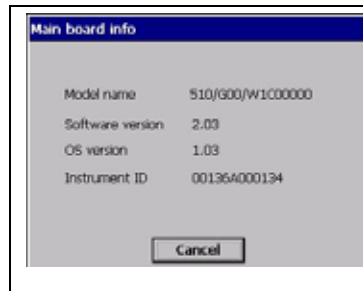 Main board info
Model name 510/G00/W1C00000
Software version 2.03
OS version 1.03
Instrument ID 00136A000134
Cancel